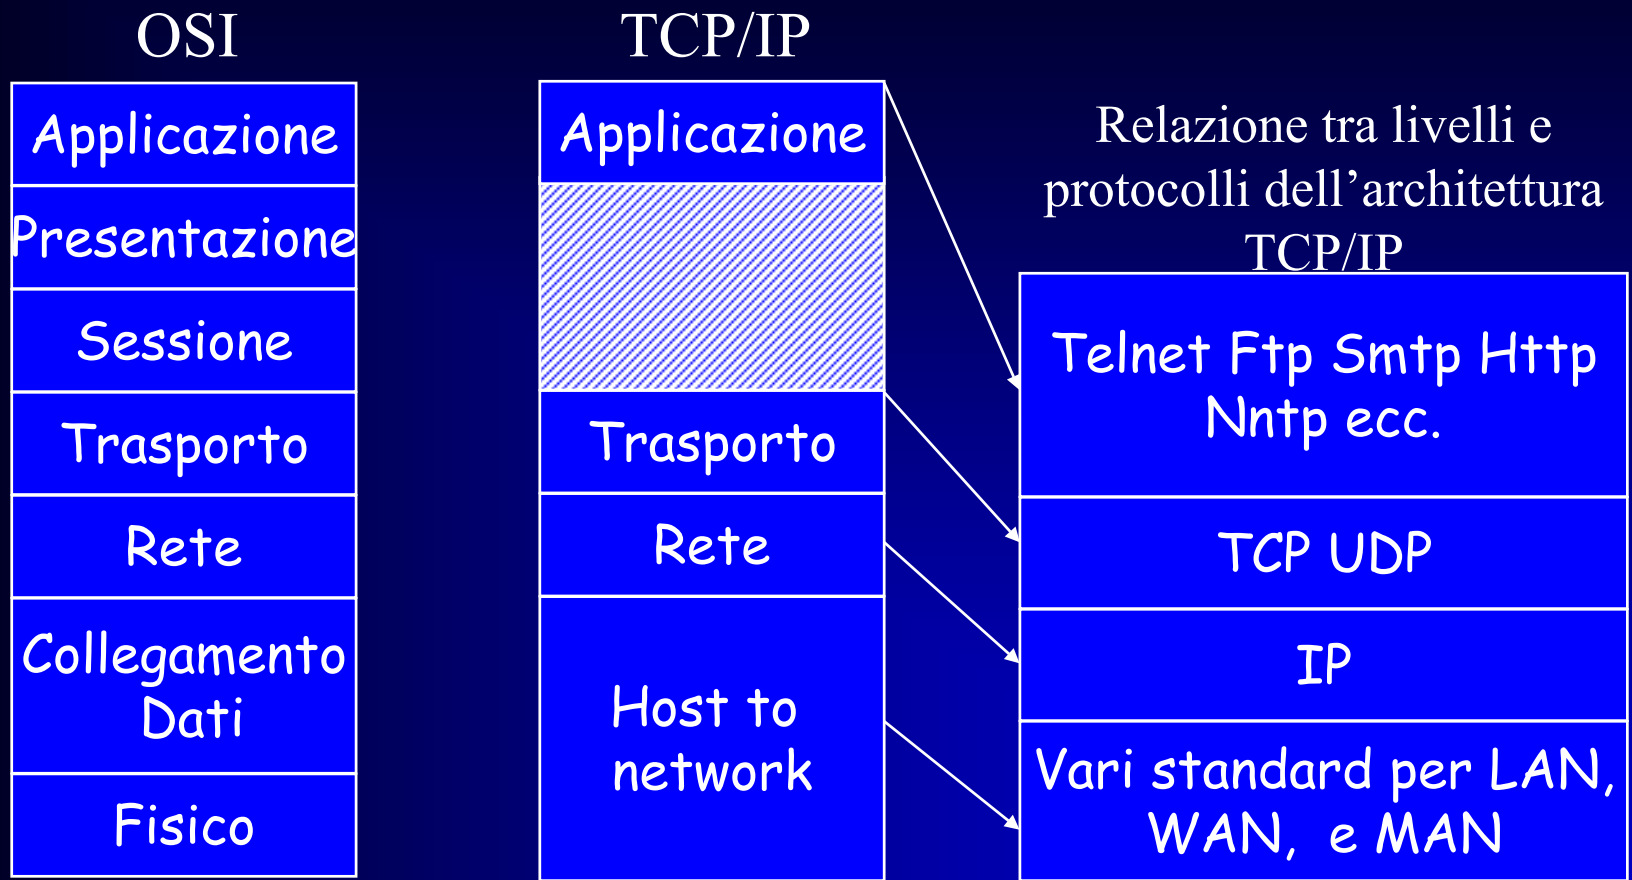 OSI
TCP/IP
Applicazione
Presentazione
Sessione
Trasporto
Rete
Collegamento
Dati
Fisico
Applicazione
Trasporto
Rete
Host to
network
Relazione tra livelli e
protocolli dell’architettura
TCP/IP
Telnet Ftp Smtp Http
Nntp ecc.
TCP UDP
IP
Vari standard per LAN,
WAN, e MAN